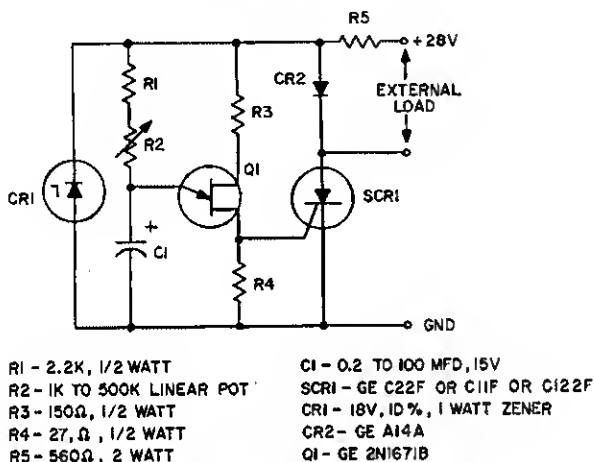 R5
+28V
R1
CR2
EXTERNAL
LOAD
R3
R2
Q1
CR1
SCR1
+
C1
R4
GND
R1 - 2.2K, 1/2 WATT
R2 - 1K TO 500K LINEAR POT
R3 - 150Ω, 1/2 WATT
R4 - 27, Ω, 1/2 WATT
R5 - 560Ω, 2 WATT
C1 - 0.2 TO 100 MFD, 15V
SCR1 - GE C22F OR C11F OR C122F
CR1 - 18V, 10%, 1 WATT ZENER
CR2 - GE A14A
Q1 - GE 2N1671B